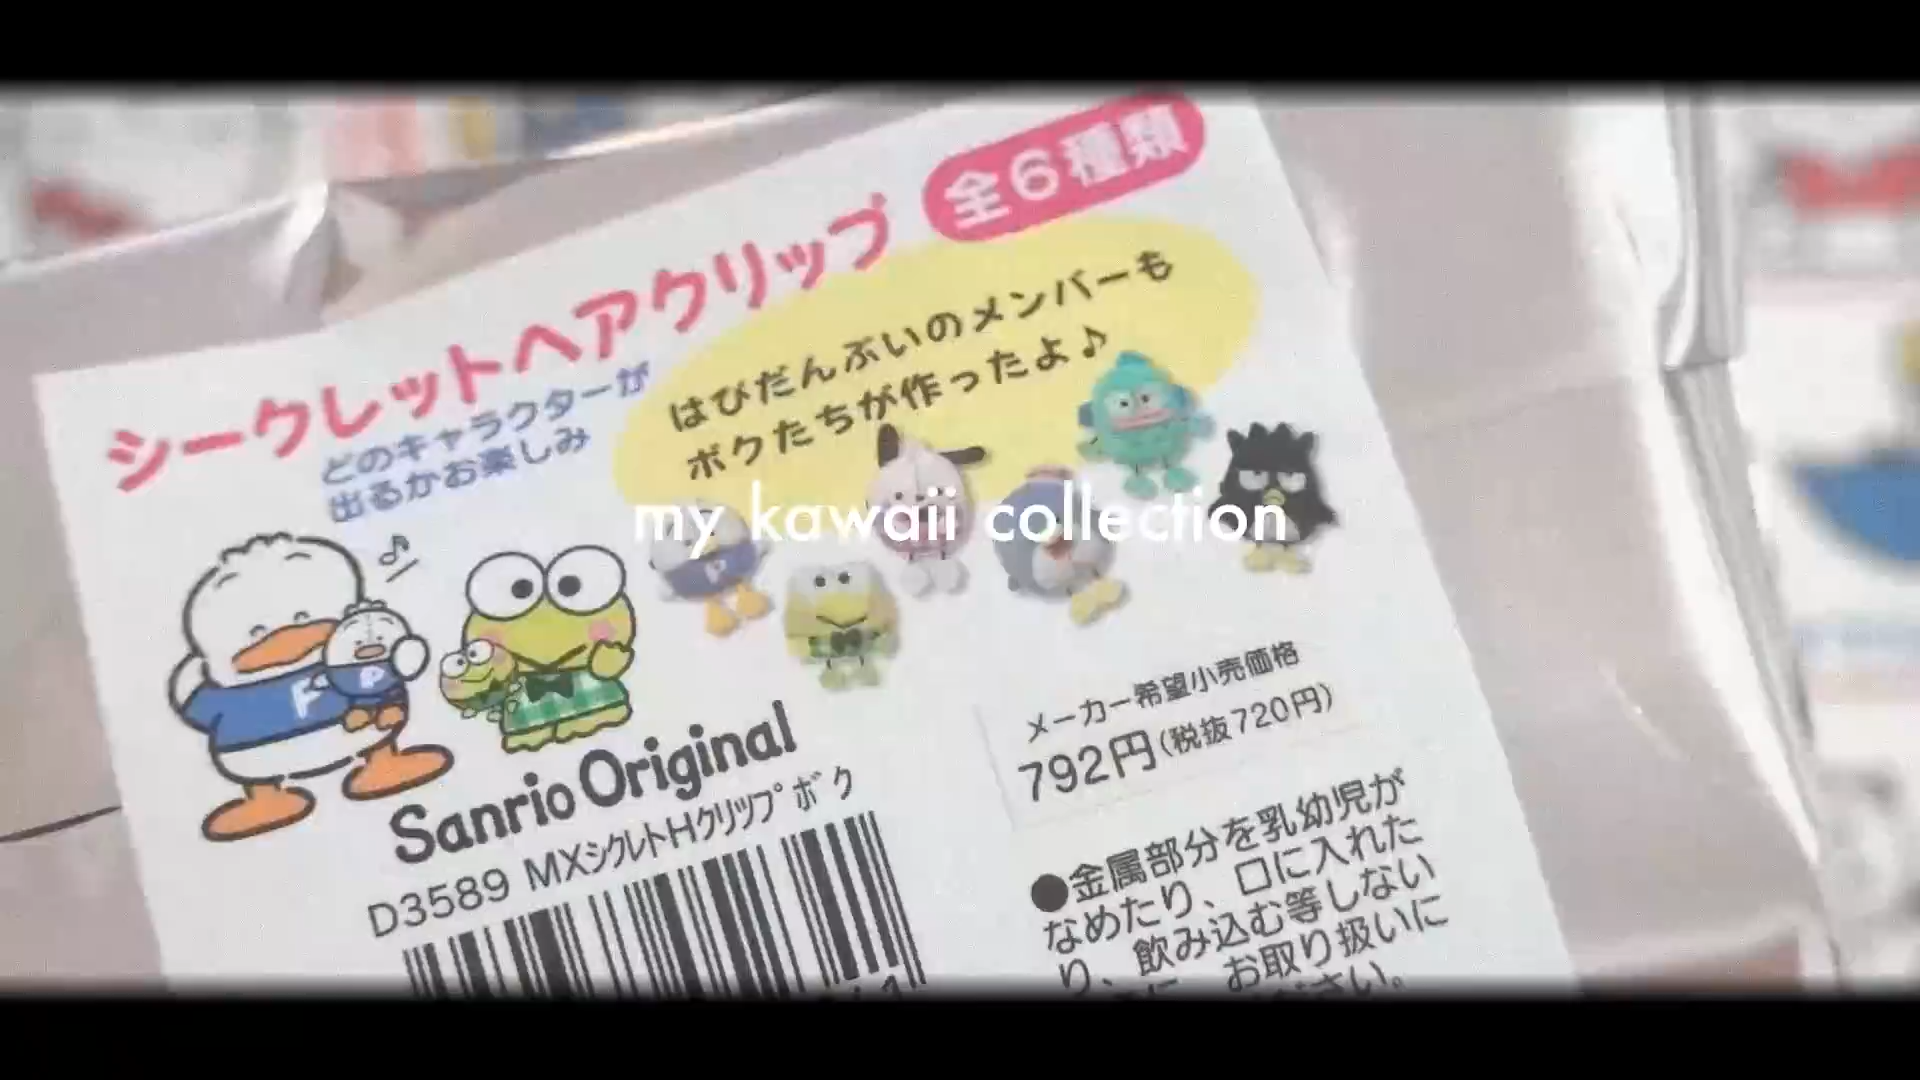 全6種類
シークレットヘアクリップ
どのキャラクターが
出るかお楽しみ
はぴだんぶいのメンバーも
ボクたちが作ったよ♪
my kawaii collection
Sanrio Original
D3589 MXシクレトHクリップボク
メーカー希望小売価格
792円(税抜720円)
●金属部分を乳幼児が
なめたり、口に入れた
り、飲み込む等しない
お取り扱いに